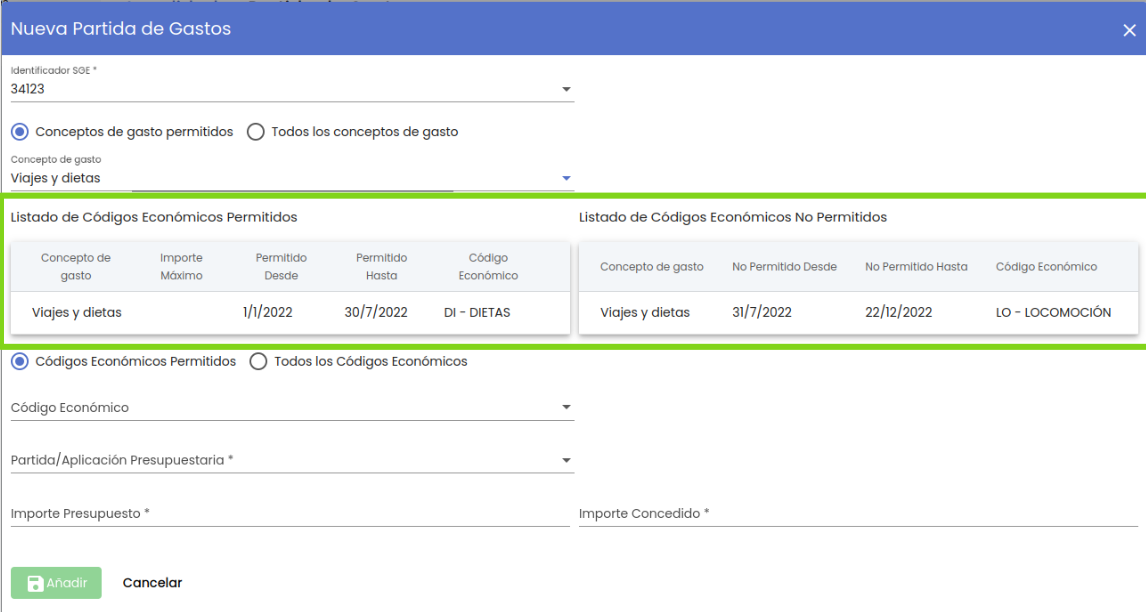 Nueva Partida de Gastos
Identificador SGE *
34123
Conceptos de gasto permitidos Todos los conceptos de gasto
Concepto de gasto
Viajes y dietas
Listado de Códigos Económicos Permitidos
Concepto de gasto Importe Máximo Permitido Desde Permitido Hasta Código Económico
Viajes y dietas 1/1/2022 30/7/2022 DI - DIETAS
Listado de Códigos Económicos No Permitidos
Concepto de gasto No Permitido Desde No Permitido Hasta Código Económico
Viajes y dietas 31/7/2022 22/12/2022 LO - LOCOMOCIÓN
Códigos Económicos Permitidos Todos los Códigos Económicos
Código Económico
Partida/Aplicación Presupuestaria *
Importe Presupuesto * Importe Concedido *
Añadir Cancelar